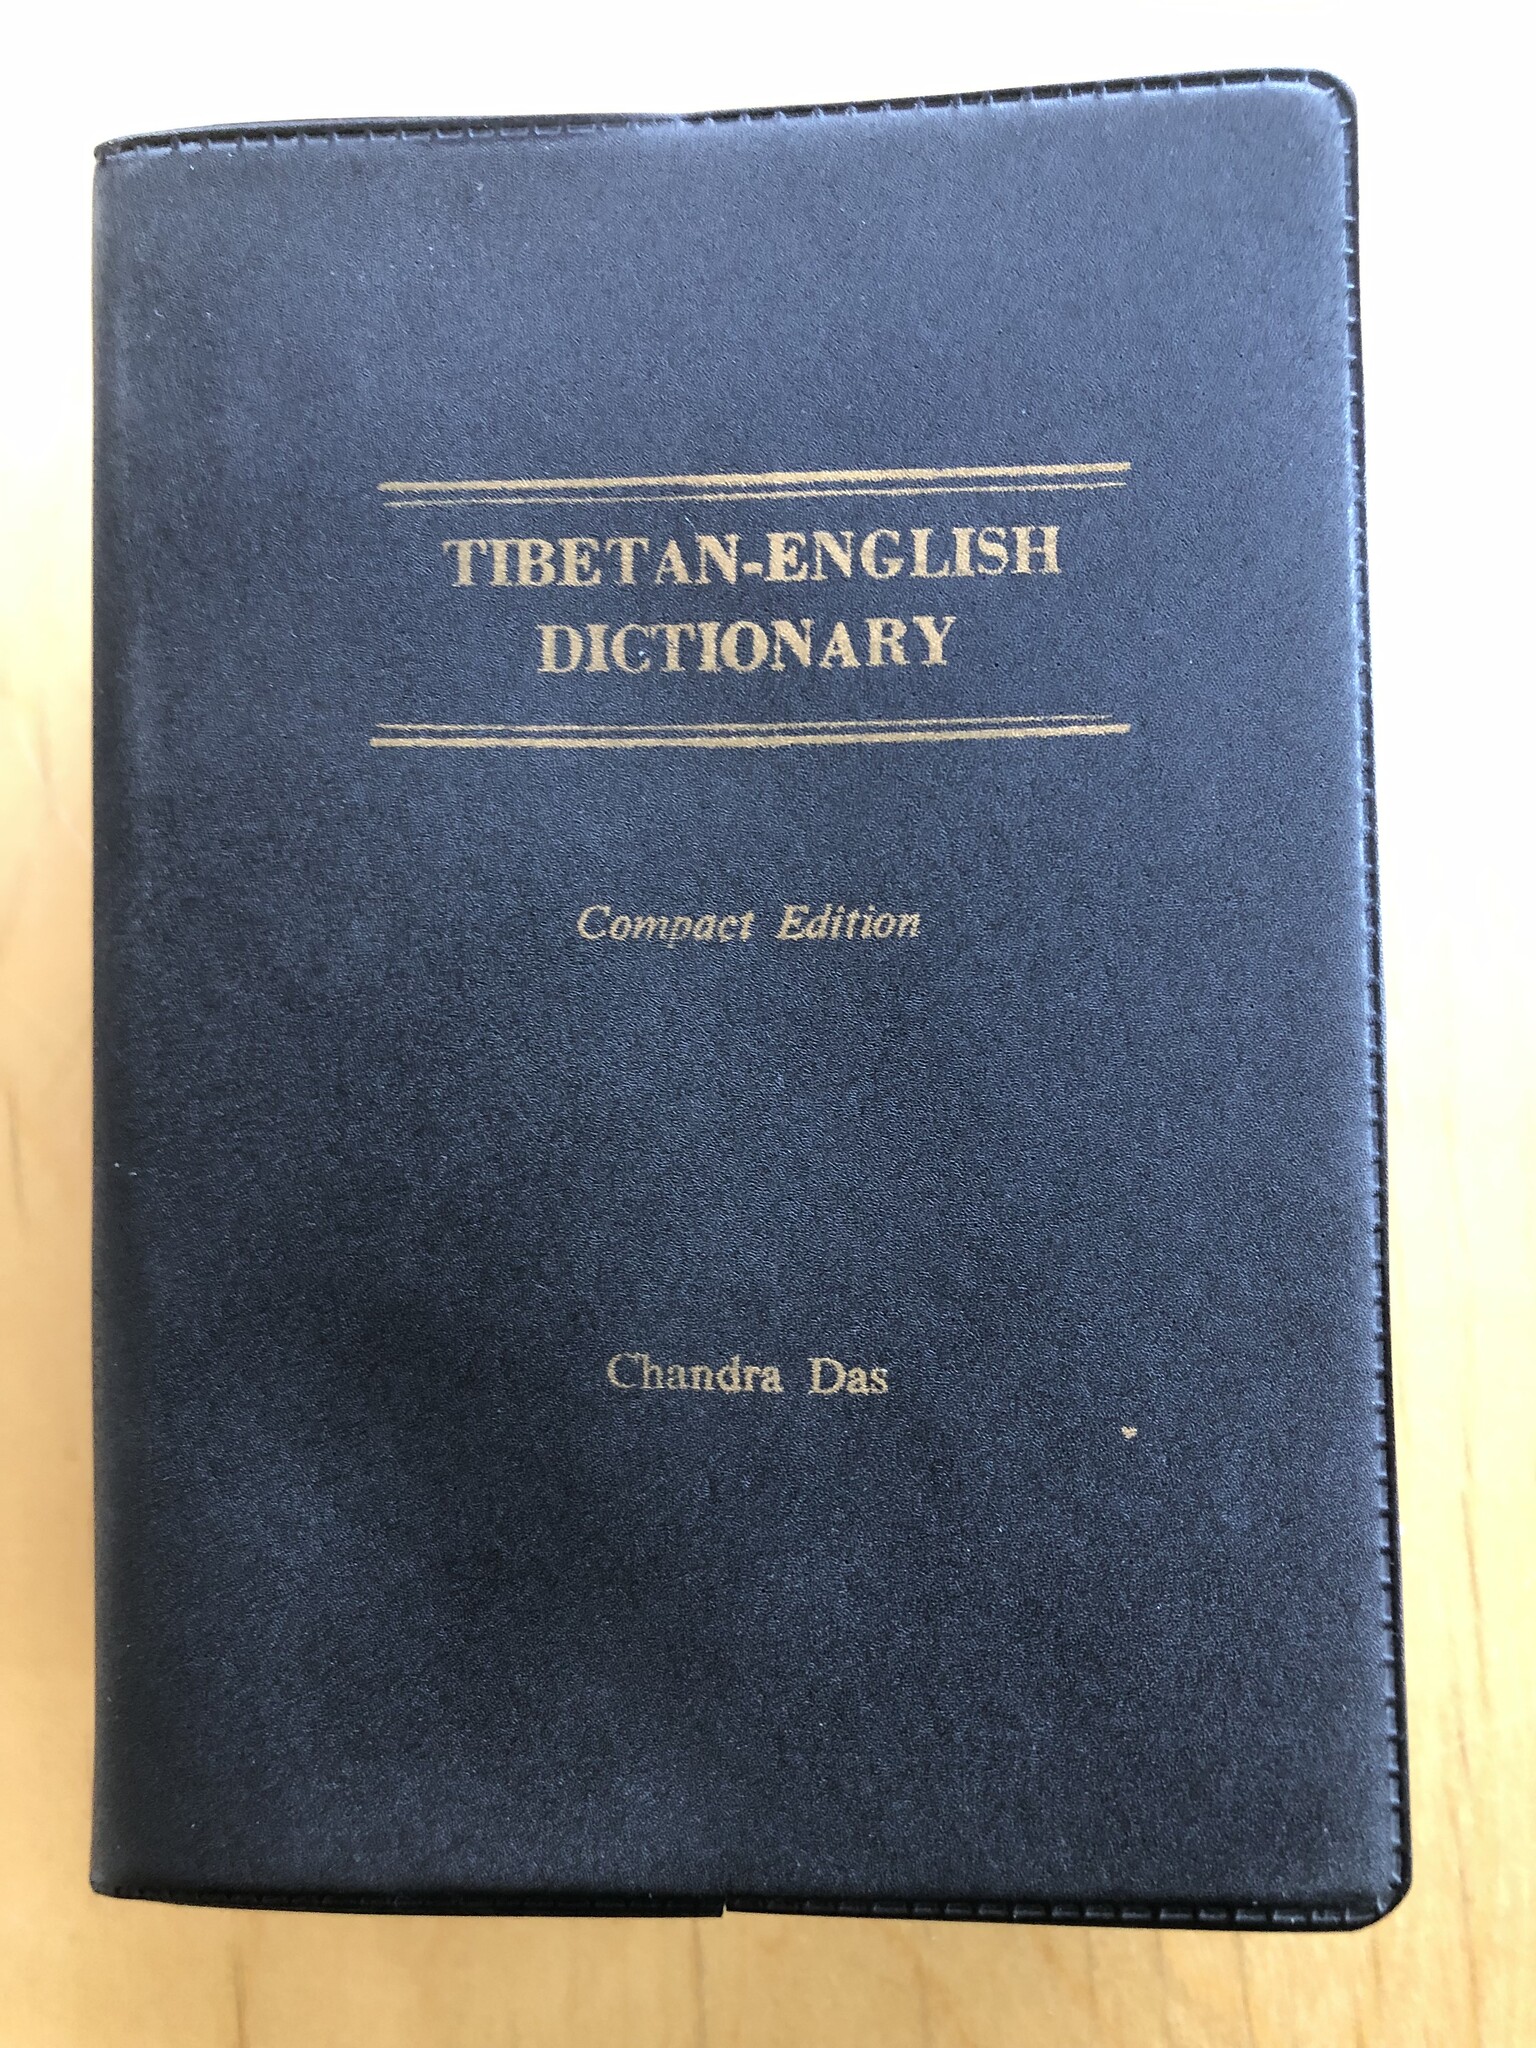 TIBETAN-ENGLISH
DICTIONARY
Compact Edition
Chandra Das